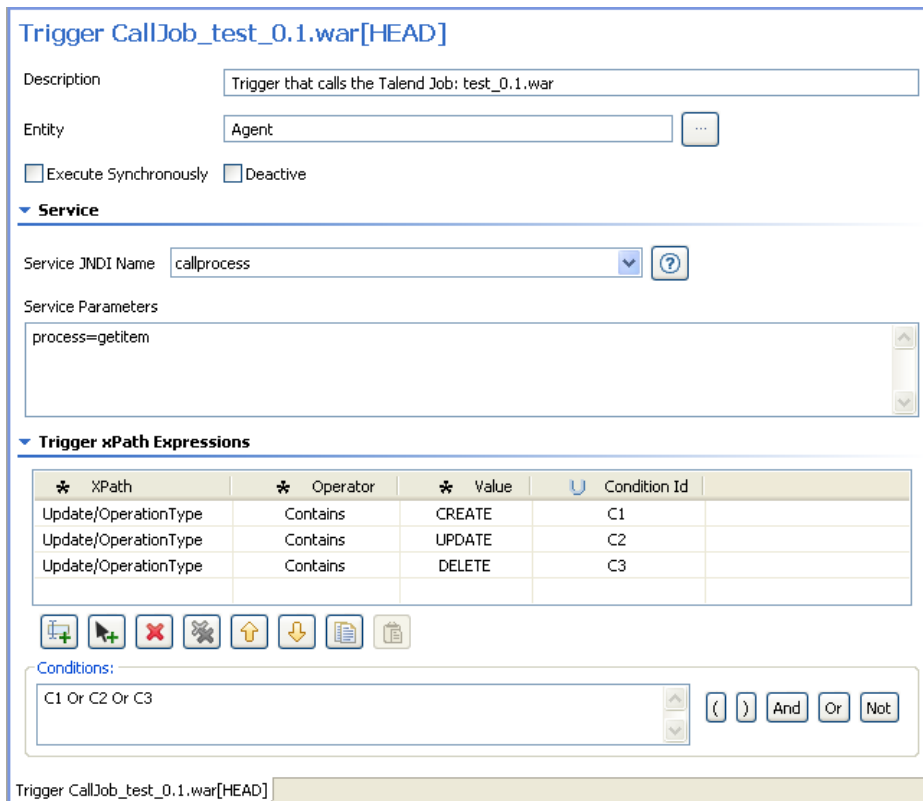 Trigger CallJob_test_0.1.war[HEAD]
Description Trigger that calls the Talend Job: test_0.1.war
Entity Agent ...
Execute Synchronously Deactive
Service
Service JNDI Name callprocess ?
Service Parameters
process=getitem
Trigger xPath Expressions
* XPath * Operator * Value U Condition Id
Update/OperationType Contains CREATE C1
Update/OperationType Contains UPDATE C2
Update/OperationType Contains DELETE C3
Conditions:
C1 Or C2 Or C3 ( ) And Or Not
Trigger CallJob_test_0.1.war[HEAD]